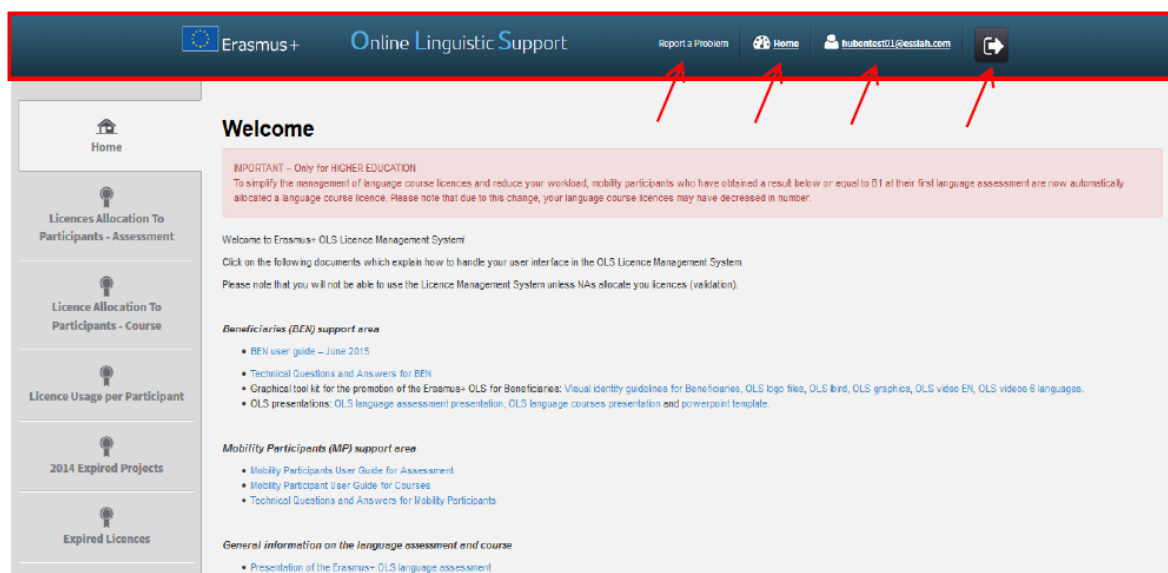 Erasmus+ Online Linguistic Support Report a Problem Home hubontest01@esslah.com
Home
Licences Allocation To
Participants - Assessment
Licence Allocation To
Participants - Course
Licence Usage per Participant
2014 Expired Projects
Expired Licences
Welcome
IMPORTANT – Only for HIGHER EDUCATION
To simplify the management of language course licences and reduce your workload, mobility participants who have obtained a result below or equal to B1 at their first language assessment are now automatically
allocated a language course licence. Please note that due to this change, your language course licences may have decreased in number.
Welcome to Erasmus+ OLS Licence Management System!
Click on the following documents which explain how to handle your user interface in the OLS Licence Management System
Please note that you will not be able to use the Licence Management System unless NAs allocate you licences (validation).
Beneficiaries (BEN) support area
• BEN user guide – June 2015
• Technical Questions and Answers for BEN
• Graphical tool kit for the promotion of the Erasmus+ OLS for Beneficiaries: Visual identity guidelines for Beneficiaries, OLS logo files, OLS bird, OLS graphics, OLS video EN, OLS videos 6 languages.
• OLS presentations: OLS language assessment presentation, OLS language courses presentation and powerpoint template.
Mobility Participants (MP) support area
• Mobility Participants User Guide for Assessment
• Mobility Participant User Guide for Courses
• Technical Questions and Answers for Mobility Participants
General information on the language assessment and course
• Presentation of the Erasmus+ OLS language assessment